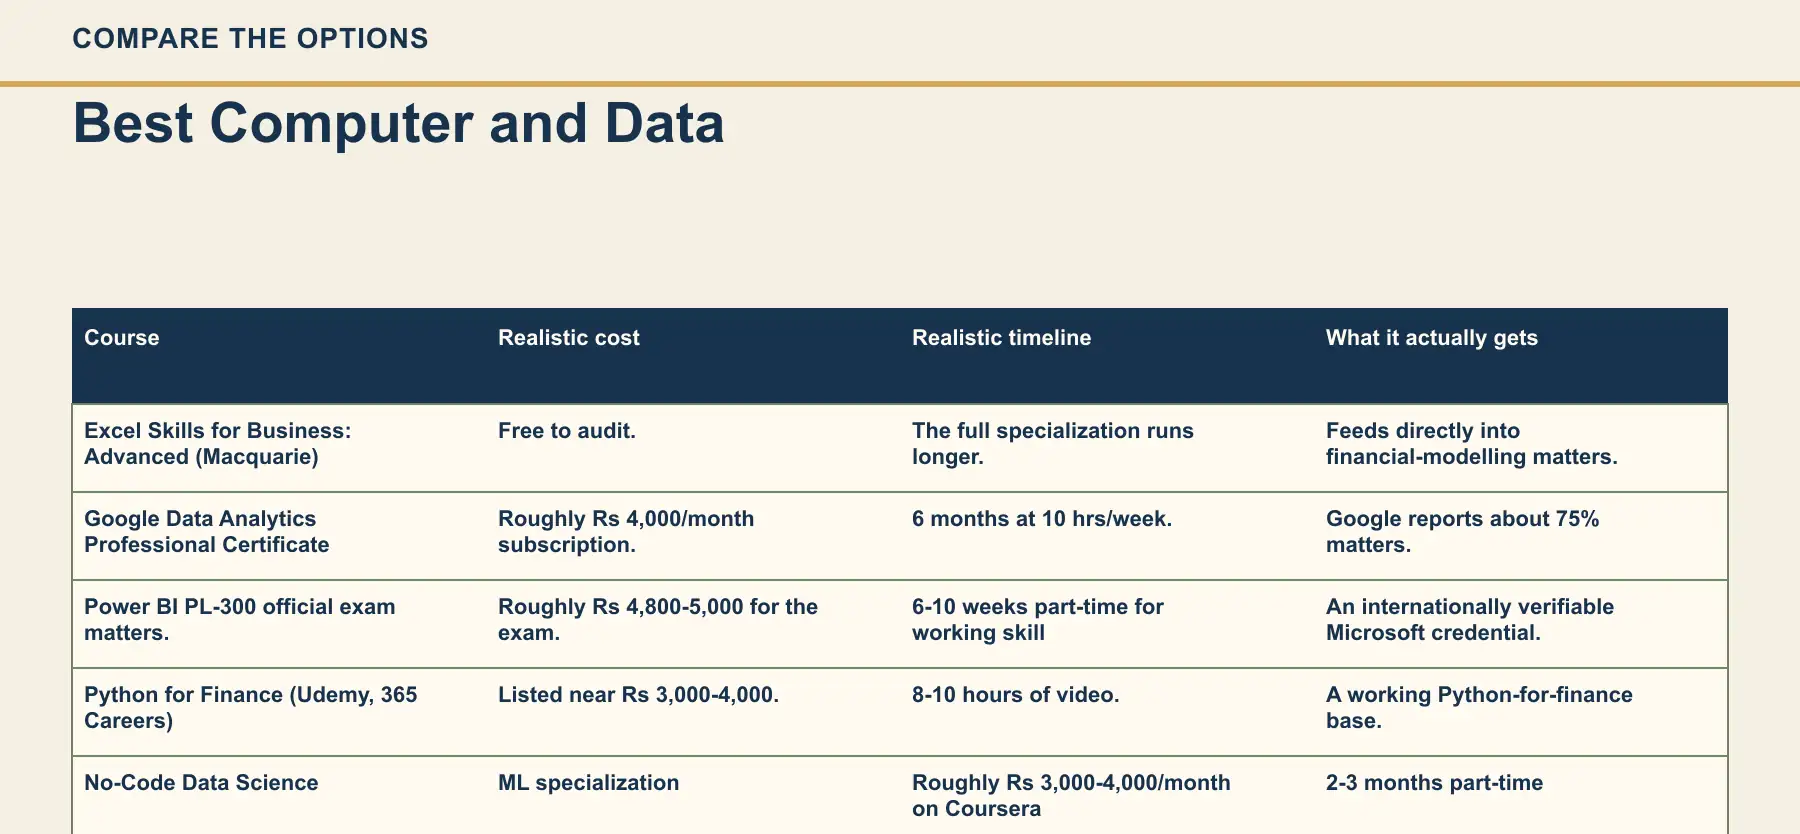 COMPARE THE OPTIONS
Best Computer and Data
Course
Realistic cost
Realistic timeline
What it actually gets
Excel Skills for Business:
Advanced (Macquarie)
Free to audit.
The full specialization runs
longer.
Feeds directly into
financial-modelling matters.
Google Data Analytics
Professional Certificate
Roughly Rs 4,000/month
subscription.
6 months at 10 hrs/week.
Google reports about 75%
matters.
Power BI PL-300 official exam
matters.
Roughly Rs 4,800-5,000 for the
exam.
6-10 weeks part-time for
working skill
An internationally verifiable
Microsoft credential.
Python for Finance (Udemy, 365
Careers)
Listed near Rs 3,000-4,000.
8-10 hours of video.
A working Python-for-finance
base.
No-Code Data Science
ML specialization
Roughly Rs 3,000-4,000/month
on Coursera
2-3 months part-time